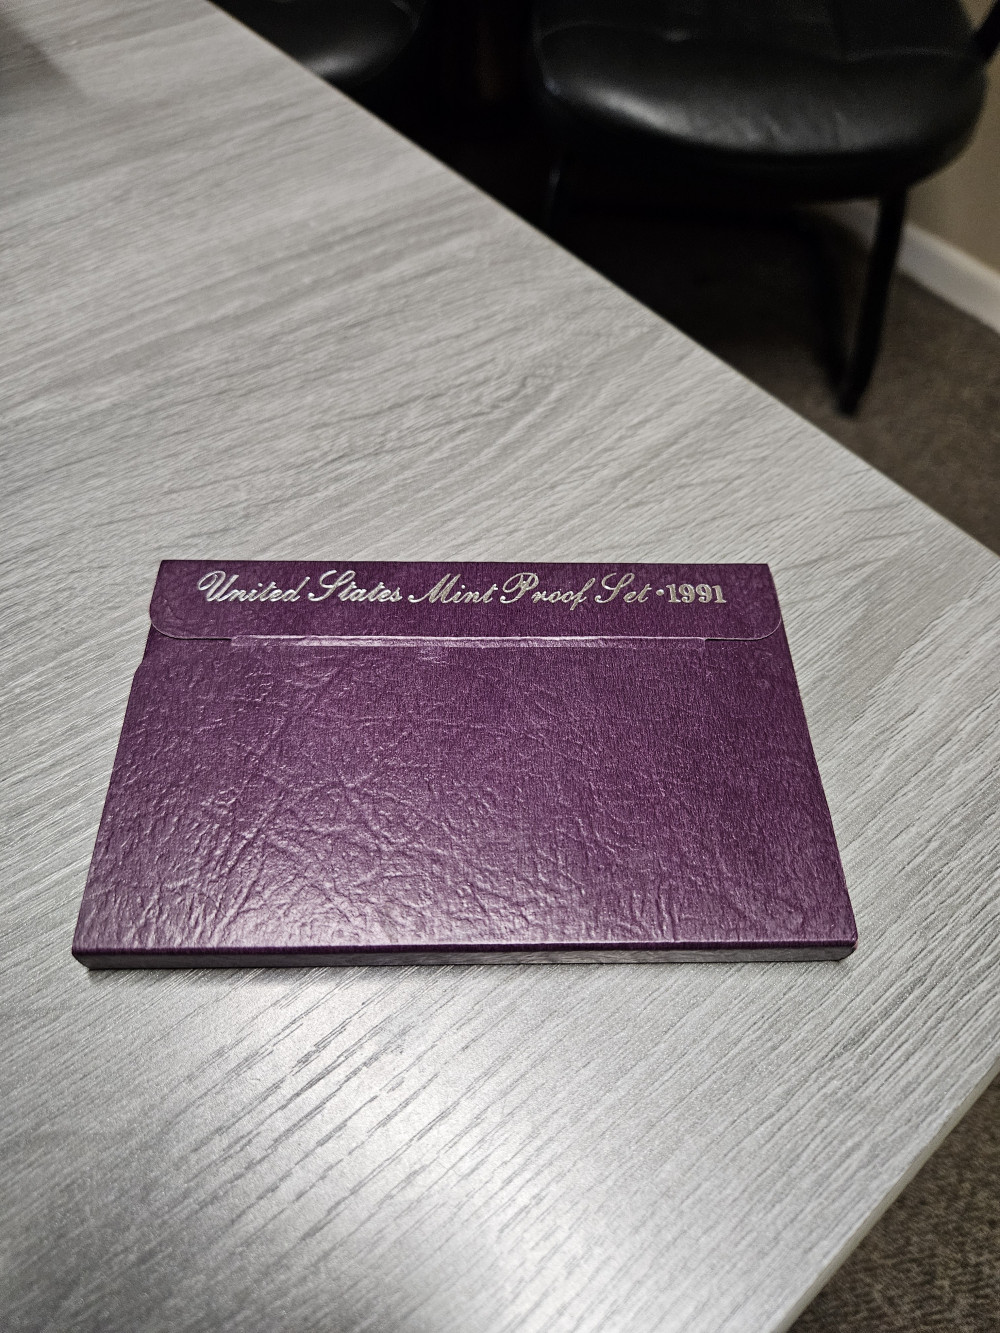 United States Mint Proof Set · 1991